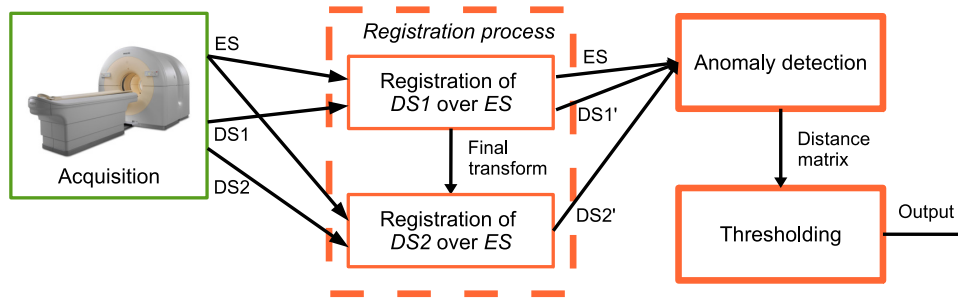 Acquisition
ES
DS1
DS2
Registration process
Registration of
DS1 over ES
Final
transform
Registration of
DS2 over ES
ES
DS1'
DS2'
Anomaly detection
Distance
matrix
Thresholding
Output